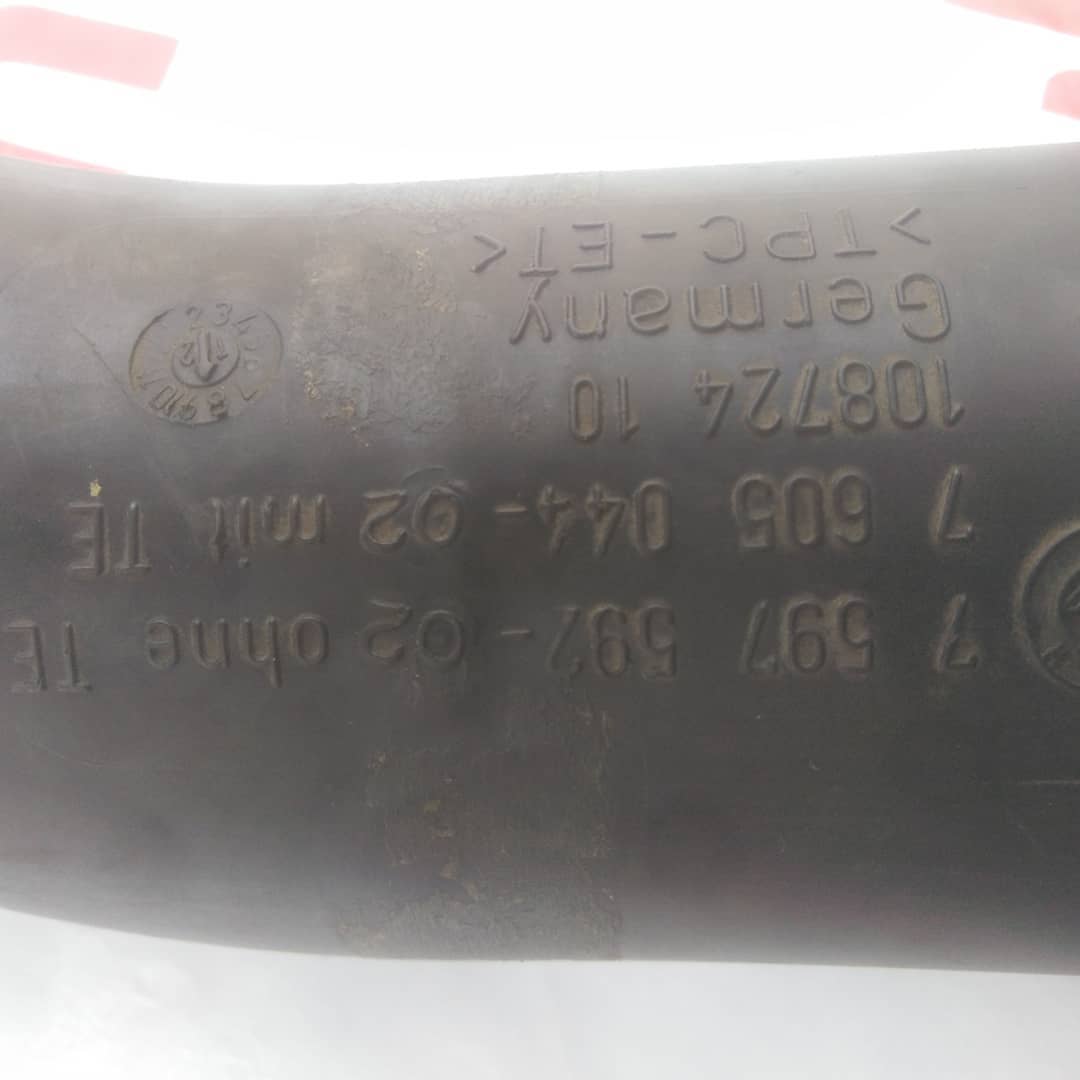 7 597 592-02 ohne TE
7 605 044-02 mit TE
108724 10
Germany
>TPC-ET<